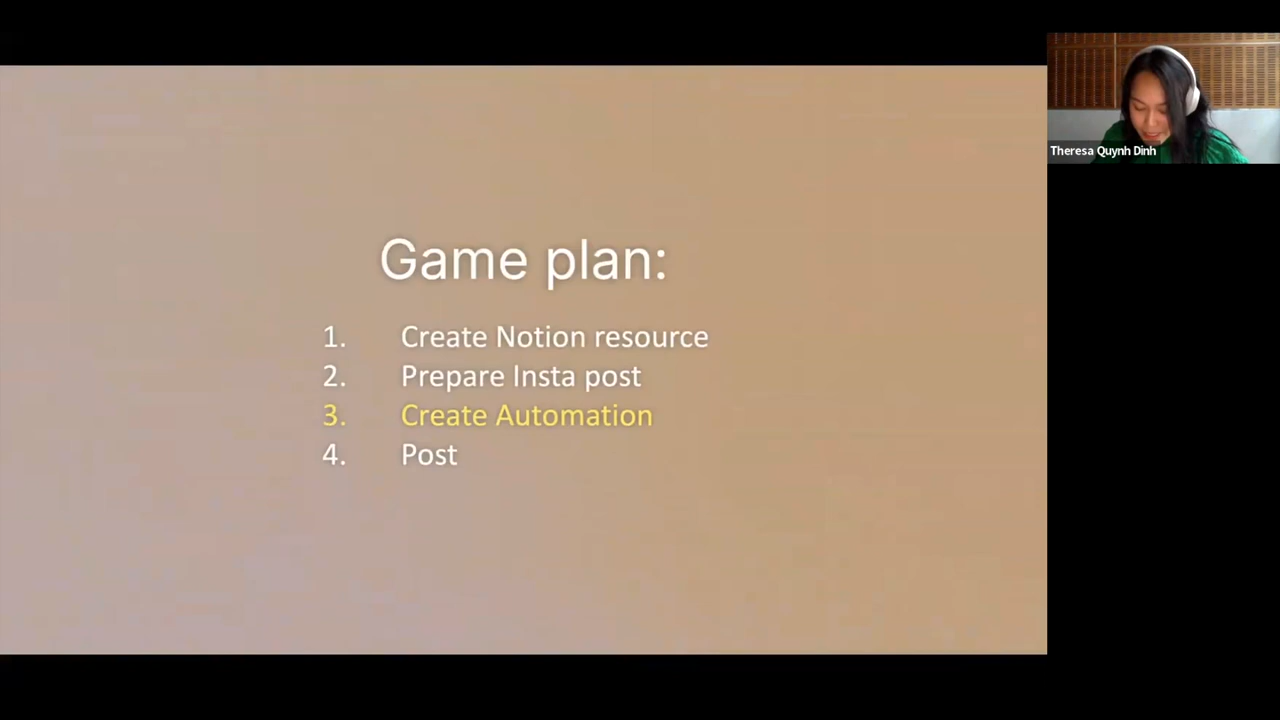 Game plan:
1. Create Notion resource
2. Prepare Insta post
3. Create Automation
4. Post
Theresa Quynh Dinh